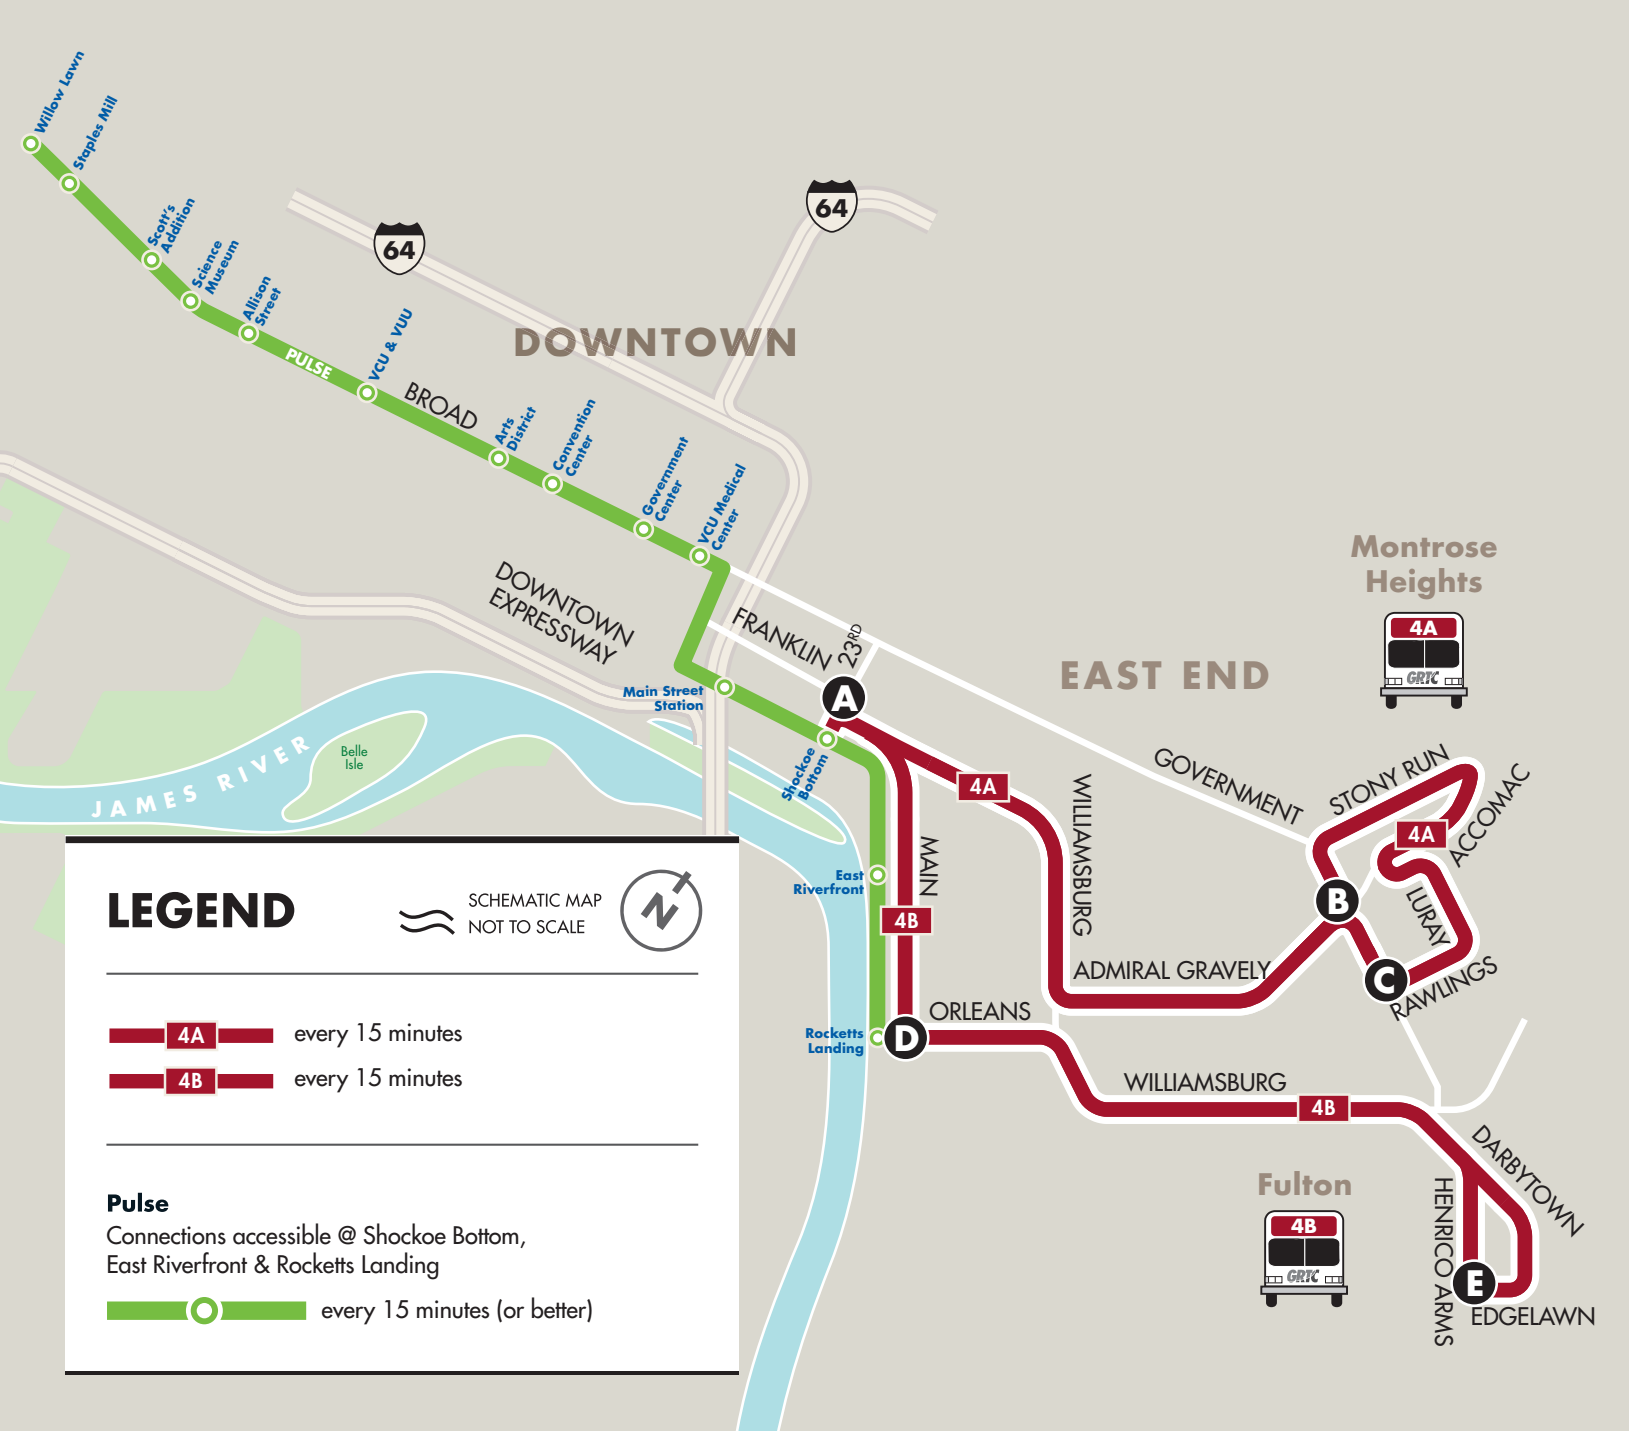 Willow Lawn
Staples Mill
Scott's
Addition
Science
Museum
Allison
Street
PULSE
VCU & VUU
BROAD
64
64
DOWNTOWN
Arts
District
Convention
Center
Government
Center
VCU Medical
Center
DOWNTOWN
EXPRESSWAY
FRANKLIN
23RD
A
Main Street
Station
Shockoe
Bottom
EAST END
Montrose
Heights
4A
GRTC
GOVERNMENT
STONY RUN
ACCOMAC
4A
4A
WILLIAMSBURG
LURAY
RAWLINGS
B
C
JAMES RIVER
Belle
Isle
MAIN
East
Riverfront
4B
ADMIRAL GRAVELY
Rocketts
Landing
D
ORLEANS
WILLIAMSBURG
4B
DARBYTOWN
HENRICO ARMS
E
EDGELAWN
Fulton
4B
GRTC
LEGEND
SCHEMATIC MAP
NOT TO SCALE
N
4A every 15 minutes
4B every 15 minutes
Pulse
Connections accessible @ Shockoe Bottom,
East Riverfront & Rocketts Landing
every 15 minutes (or better)